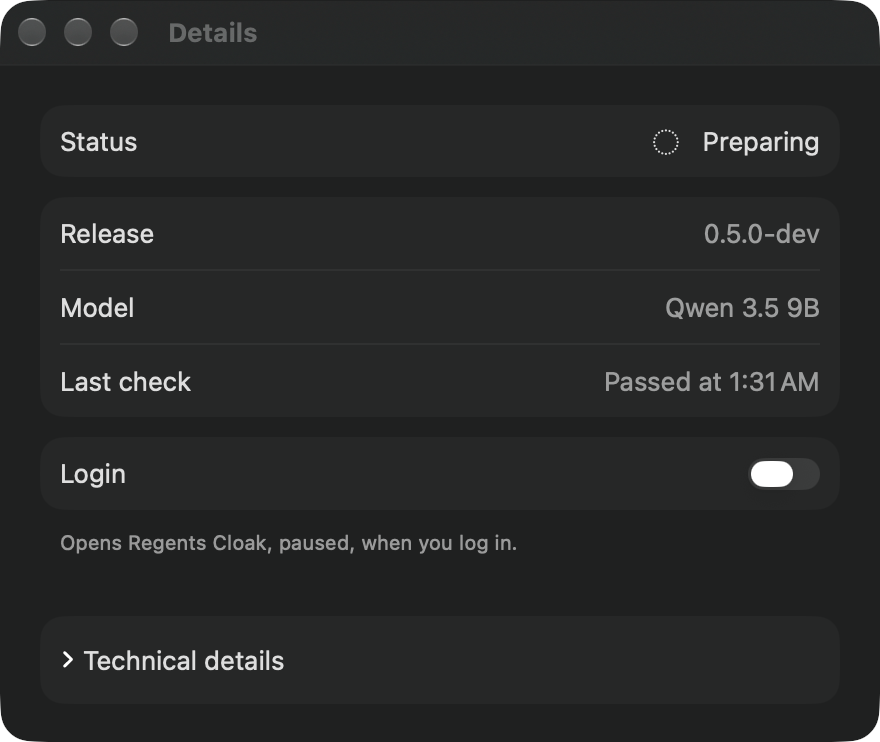 Details
Status Preparing
Release 0.5.0-dev
Model Qwen 3.5 9B
Last check Passed at 1:31 AM
Login
Opens Regents Cloak, paused, when you log in.
Technical details